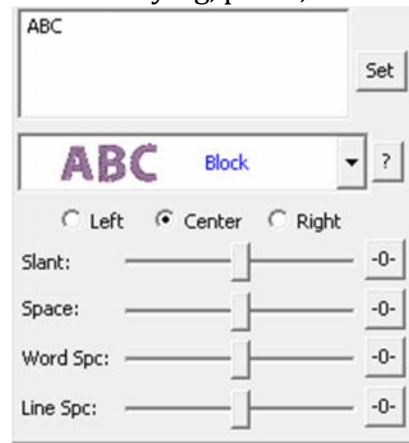 ABC
Set
ABC Block ?
Left Center Right
Slant: -0-
Space: -0-
Word Spc: -0-
Line Spc: -0-